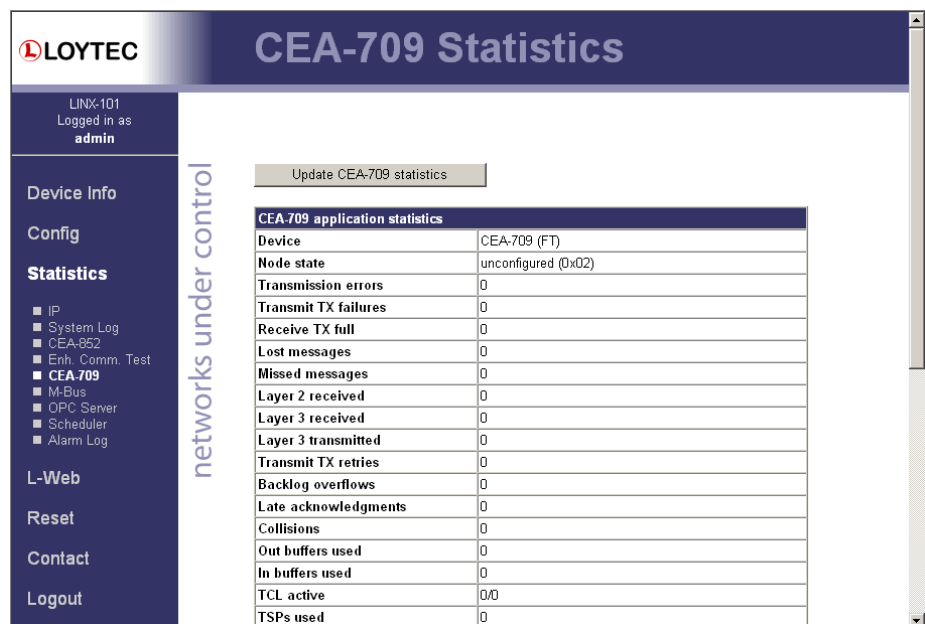 LOYTEC
CEA-709 Statistics
LINX-101
Logged in as
admin
Device Info
Config
Statistics
IP
System Log
CEA-852
Enh. Comm. Test
CEA-709
M-Bus
OPC Server
Scheduler
Alarm Log
L-Web
Reset
Contact
Logout
networks under control
Update CEA-709 statistics
CEA-709 application statistics
Device CEA-709 (FT)
Node state unconfigured (0x02)
Transmission errors 0
Transmit TX failures 0
Receive TX full 0
Lost messages 0
Missed messages 0
Layer 2 received 0
Layer 3 received 0
Layer 3 transmitted 0
Transmit TX retries 0
Backlog overflows 0
Late acknowledgments 0
Collisions 0
Out buffers used 0
In buffers used 0
TCL active 0/0
TSPs used 0